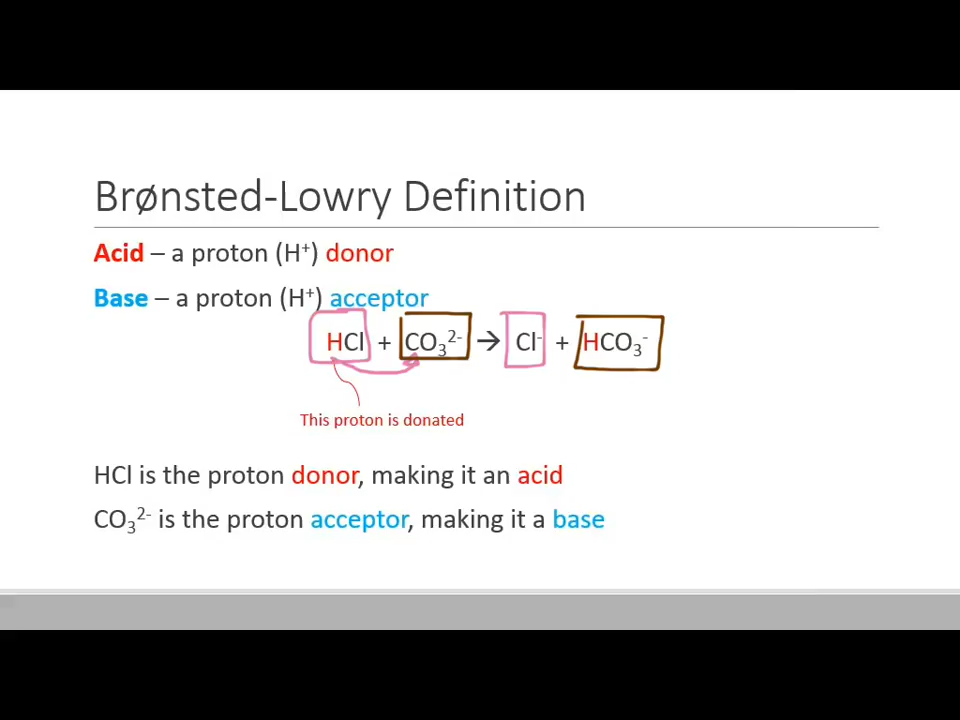 Brønsted-Lowry Definition
Acid – a proton (H⁺) donor
Base – a proton (H⁺) acceptor
HCl + CO₃²⁻ → Cl⁻ + HCO₃⁻
This proton is donated
HCl is the proton donor, making it an acid
CO₃²⁻ is the proton acceptor, making it a base